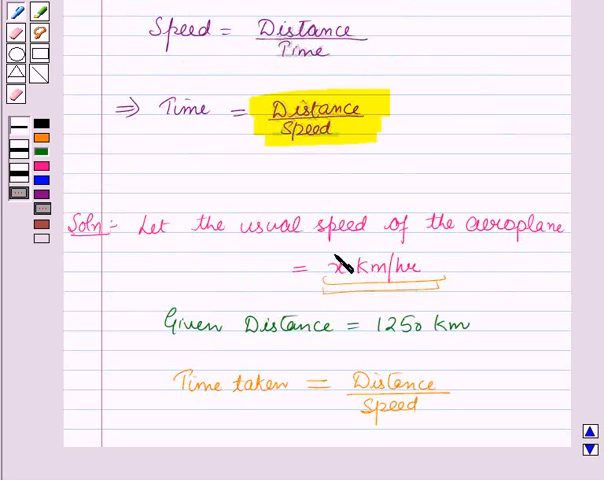 Speed = Distance
Time
⇒ Time = Distance
Speed
Soln:- Let the usual speed of the aeroplane
= x km/hr
Given Distance = 1250 km
Time taken = Distance
Speed